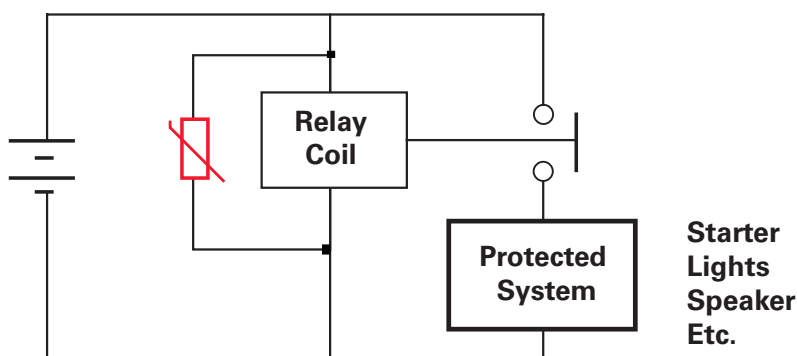 Relay
Coil
Protected
System
Starter
Lights
Speaker
Etc.